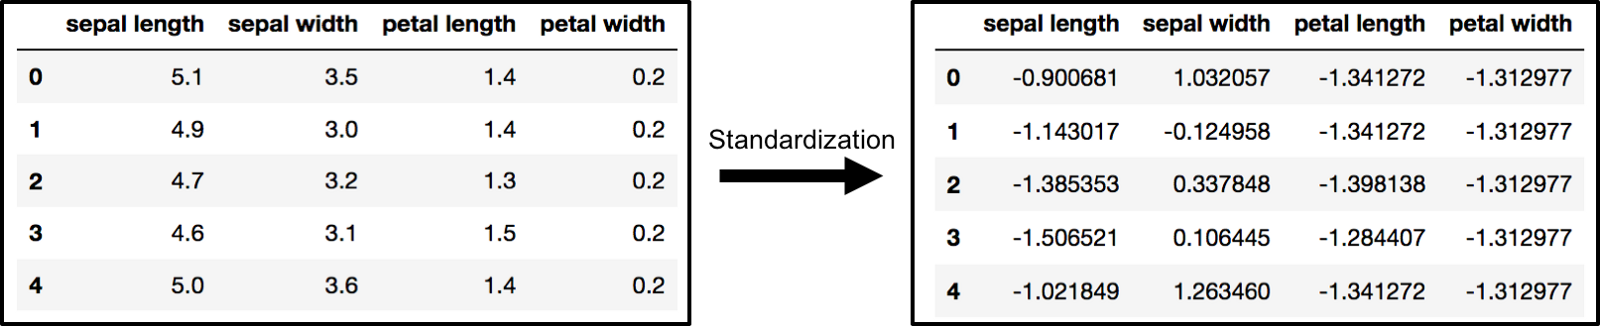 sepal length sepal width petal length petal width
0 5.1 3.5 1.4 0.2
1 4.9 3.0 1.4 0.2
2 4.7 3.2 1.3 0.2
3 4.6 3.1 1.5 0.2
4 5.0 3.6 1.4 0.2
Standardization
sepal length sepal width petal length petal width
0 -0.900681 1.032057 -1.341272 -1.312977
1 -1.143017 -0.124958 -1.341272 -1.312977
2 -1.385353 0.337848 -1.398138 -1.312977
3 -1.506521 0.106445 -1.284407 -1.312977
4 -1.021849 1.263460 -1.341272 -1.312977